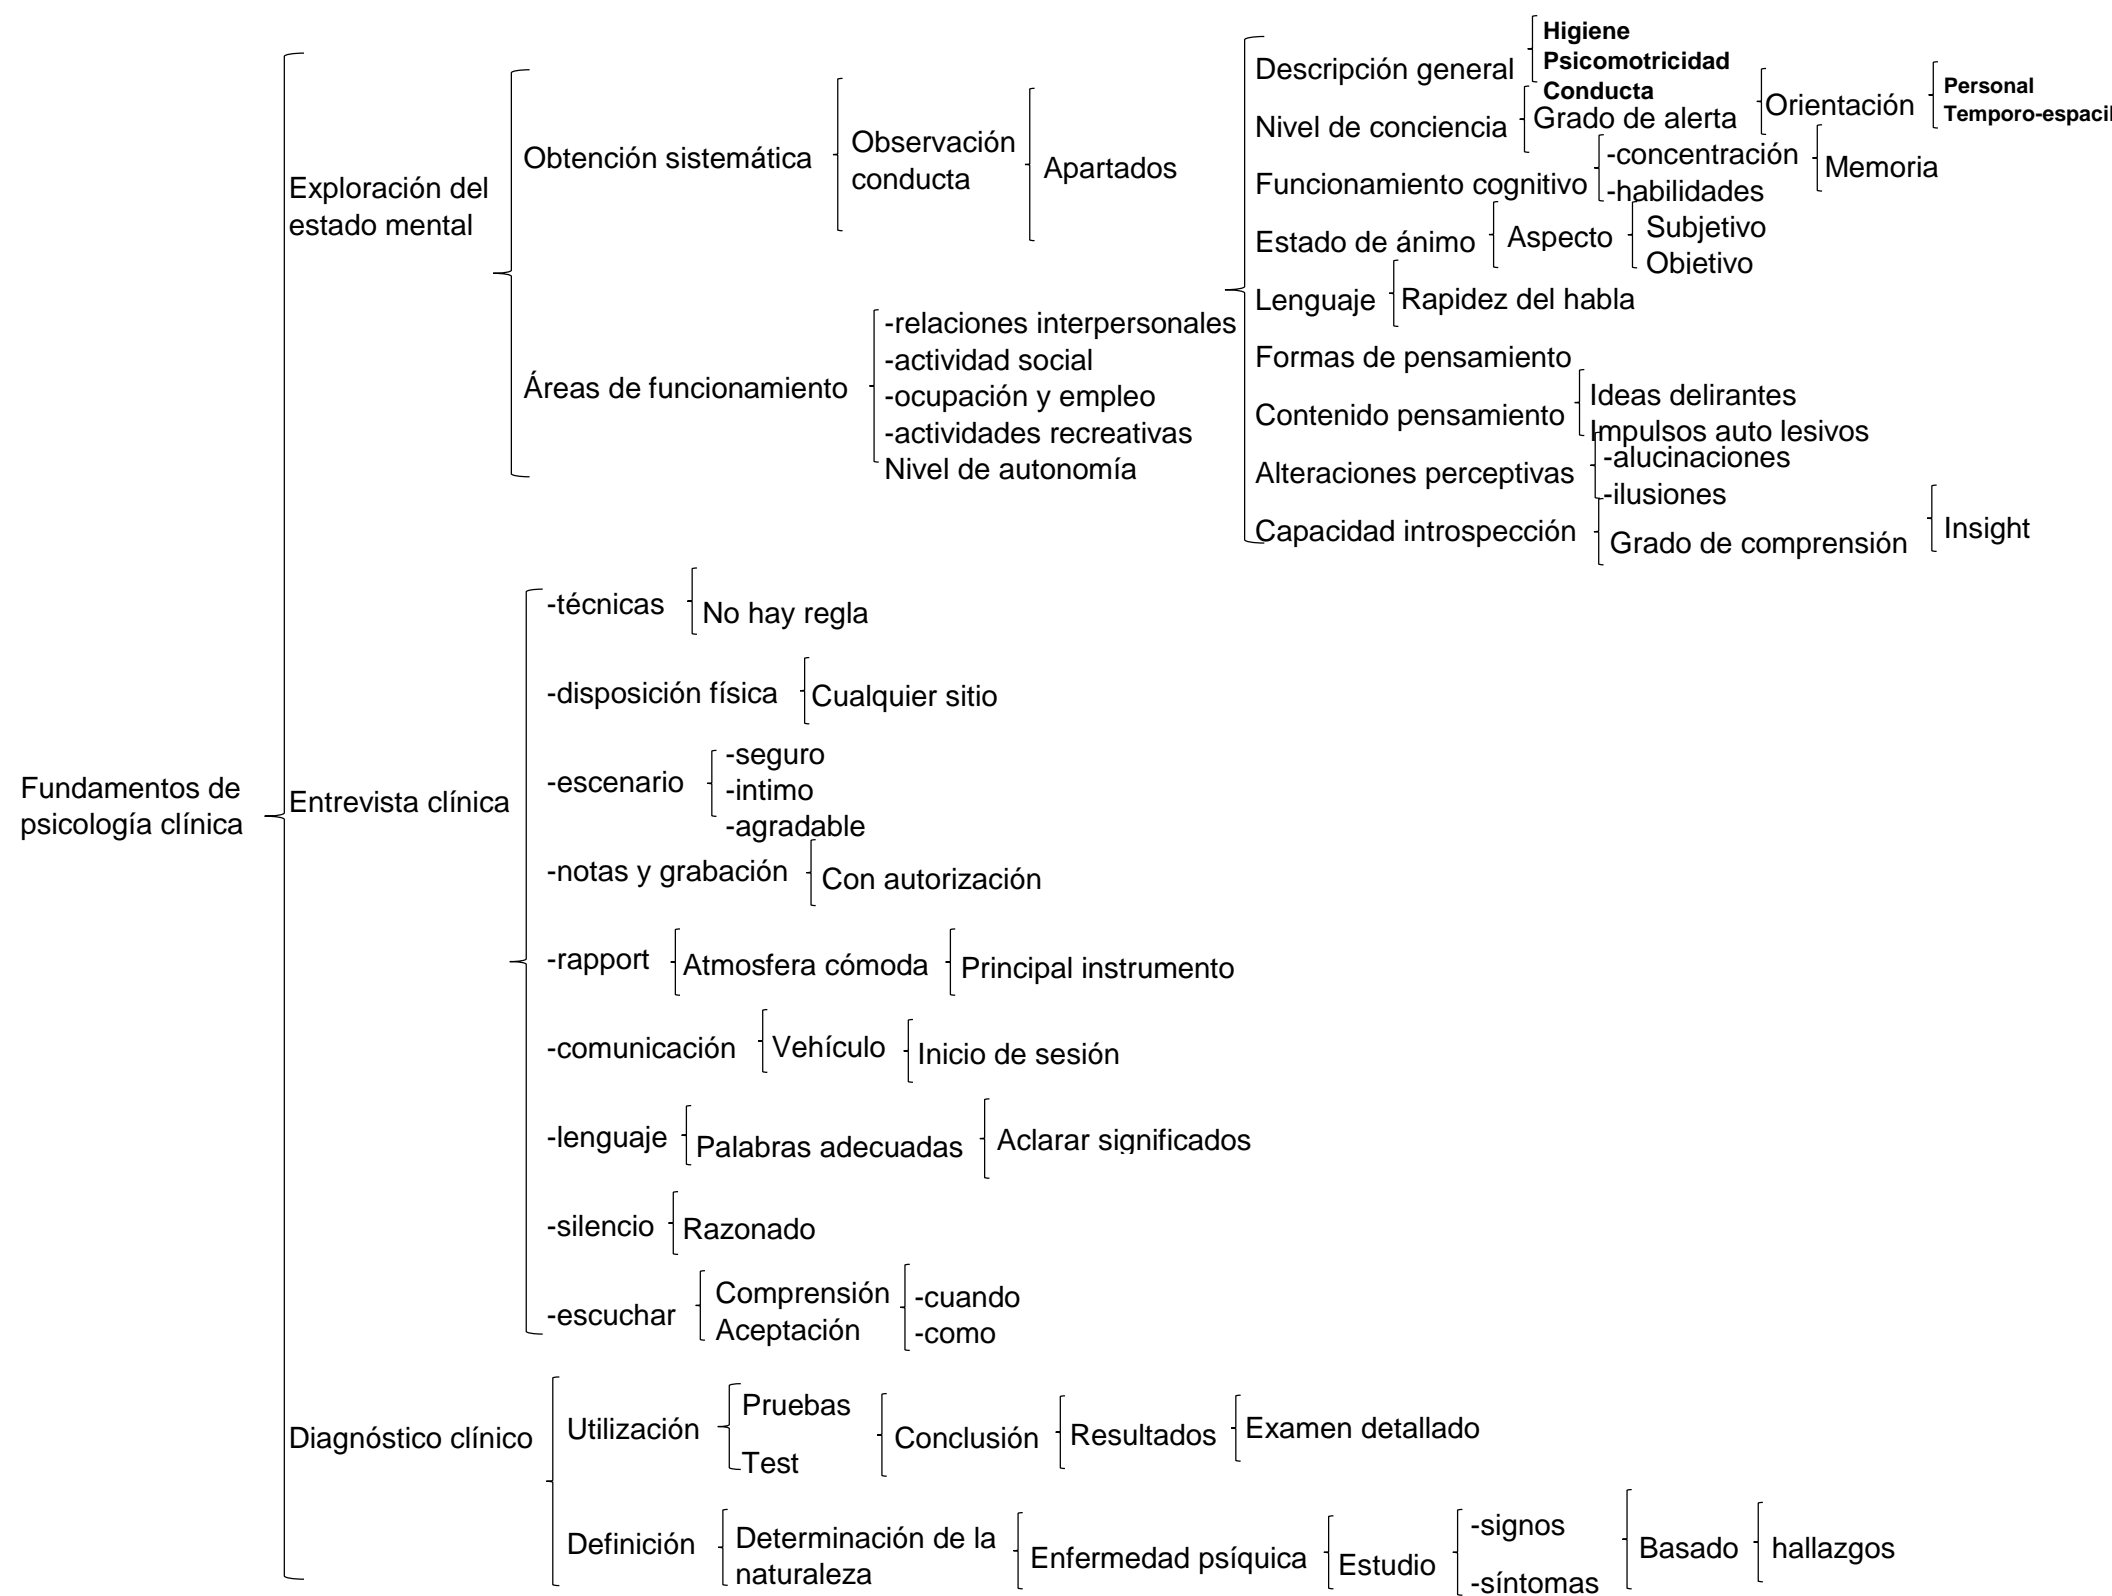 Fundamentos de
psicología clínica
Exploración del
estado mental
Obtención sistemática
Observación
conducta
Apartados
Descripción general
Higiene
Psicomotricidad
Conducta
Nivel de conciencia
Grado de alerta
Orientación
Personal
Temporo-espacil
Funcionamiento cognitivo
-concentración
-habilidades
Memoria
Estado de ánimo
Aspecto
Subjetivo
Objetivo
Lenguaje
Rapidez del habla
Formas de pensamiento
Contenido pensamiento
Ideas delirantes
Impulsos auto lesivos
Alteraciones perceptivas
-alucinaciones
-ilusiones
Capacidad introspección
Grado de comprensión
Insight
Áreas de funcionamiento
-relaciones interpersonales
-actividad social
-ocupación y empleo
-actividades recreativas
Nivel de autonomía
Entrevista clínica
-técnicas
No hay regla
-disposición física
Cualquier sitio
-escenario
-seguro
-intimo
-agradable
-notas y grabación
Con autorización
-rapport
Atmosfera cómoda
Principal instrumento
-comunicación
Vehículo
Inicio de sesión
-lenguaje
Palabras adecuadas
Aclarar significados
-silencio
Razonado
-escuchar
Comprensión
Aceptación
-cuando
-como
Diagnóstico clínico
Utilización
Pruebas
Test
Conclusión
Resultados
Examen detallado
Definición
Determinación de la
naturaleza
Enfermedad psíquica
Estudio
-signos
-síntomas
Basado
hallazgos